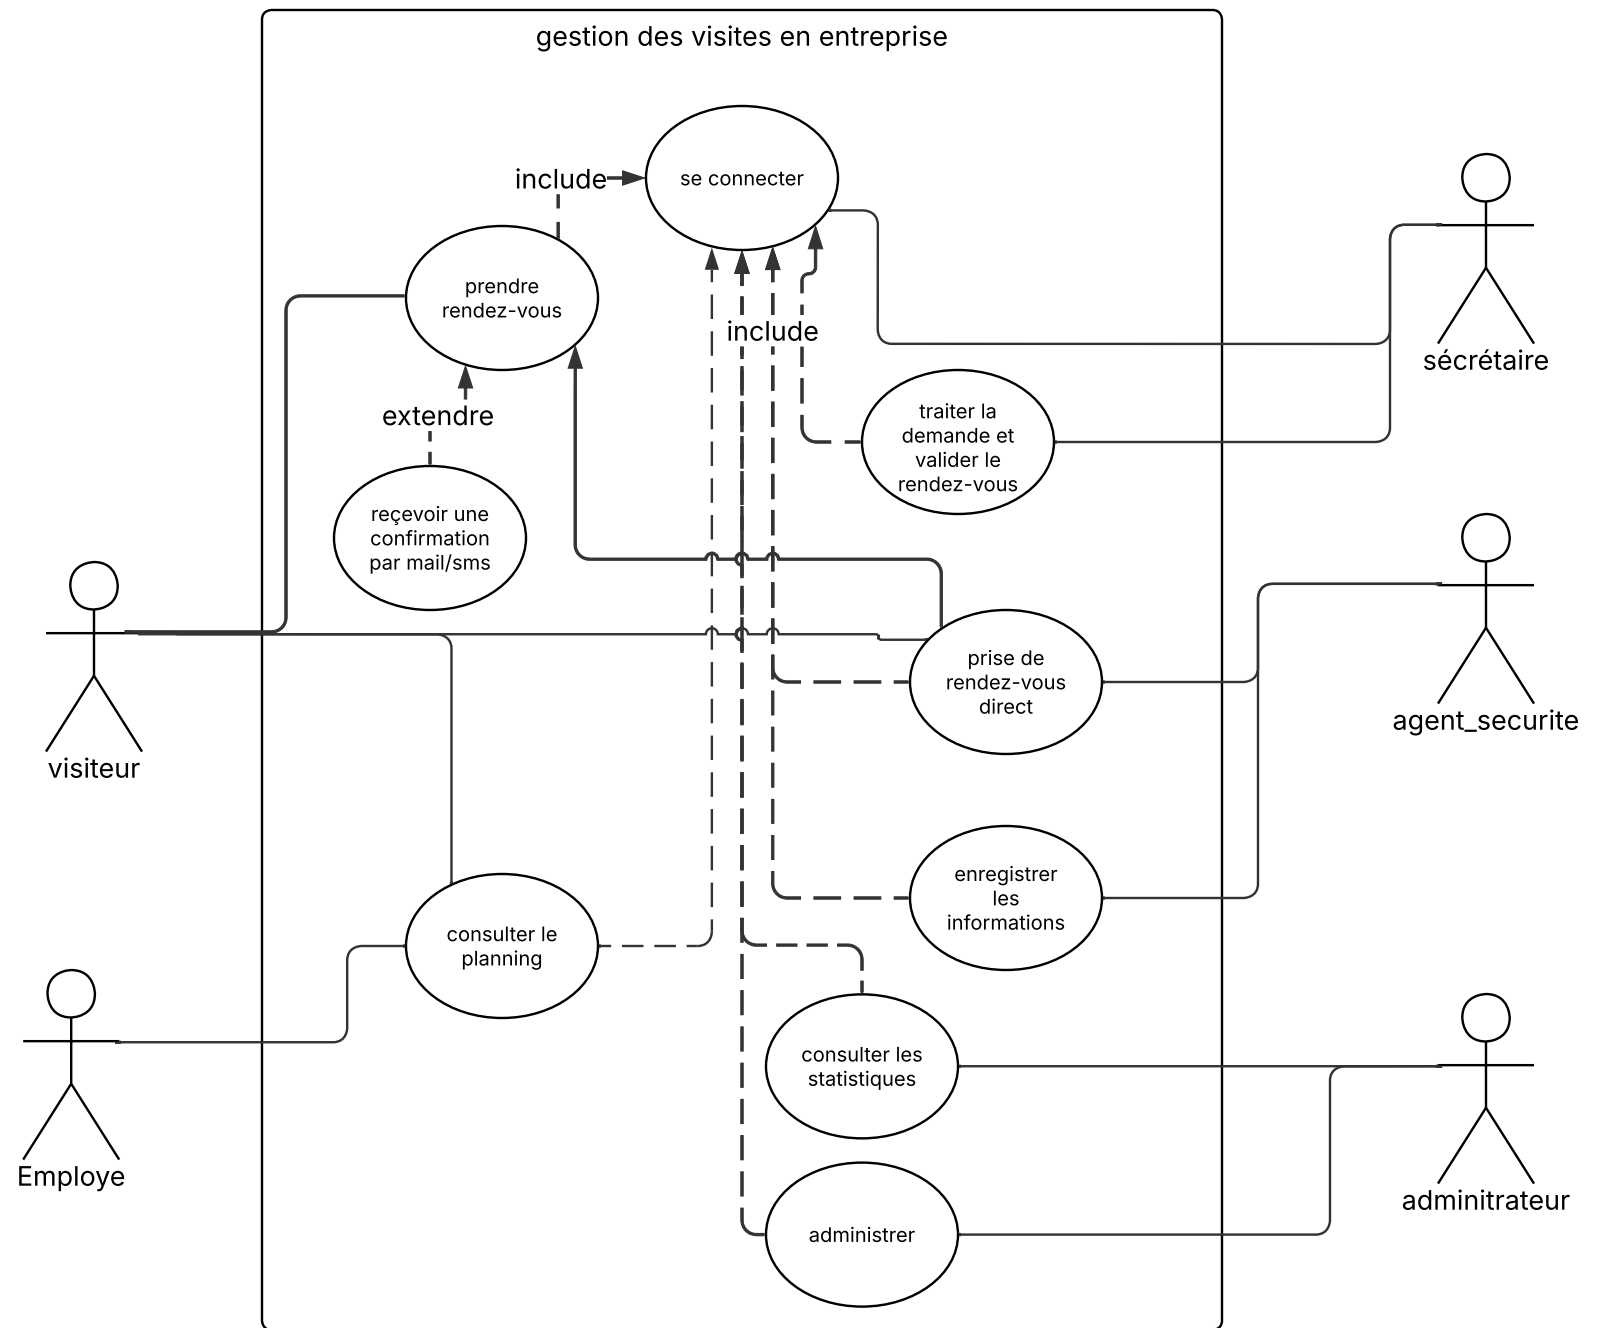 gestion des visites en entreprise
se connecter
include
prendre
rendez-vous
include
sécrétaire
extendre
traiter la
demande et
valider le
rendez-vous
reçevoir une
confirmation
par mail/sms
prise de
rendez-vous
direct
agent_securite
visiteur
enregistrer
les
informations
consulter le
planning
consulter les
statistiques
Employe
adminitrateur
administrer